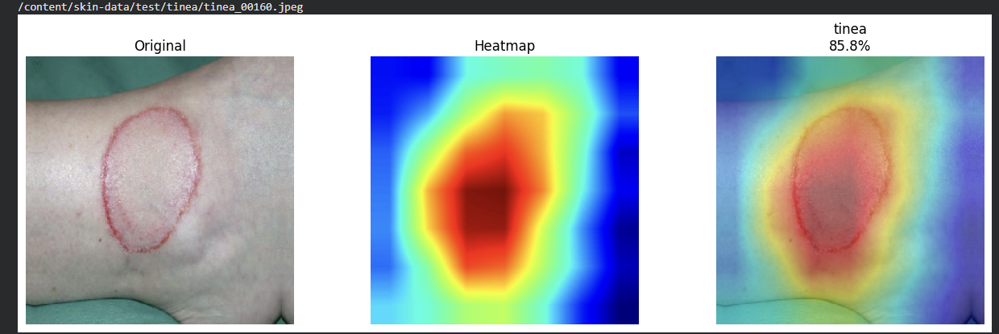 /content/skin-data/test/tinea/tinea_00160.jpeg
Original
Heatmap
tinea
85.8%